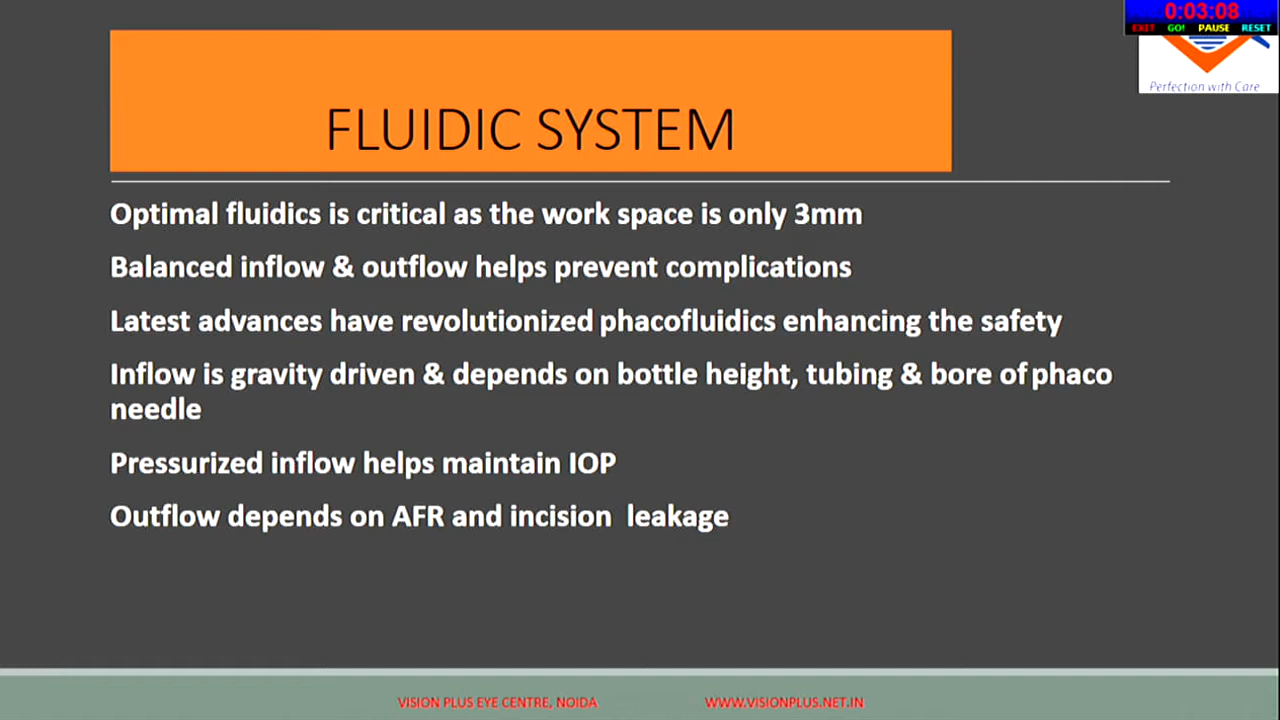 0:03:08
EXIT GO! PAUSE RESET
Perfection with Care
FLUIDIC SYSTEM
Optimal fluidics is critical as the work space is only 3mm
Balanced inflow & outflow helps prevent complications
Latest advances have revolutionized phacofluidics enhancing the safety
Inflow is gravity driven & depends on bottle height, tubing & bore of phaco
needle
Pressurized inflow helps maintain IOP
Outflow depends on AFR and incision leakage
VISION PLUS EYE CENTRE, NOIDA WWW.VISIONPLUS.NET.IN